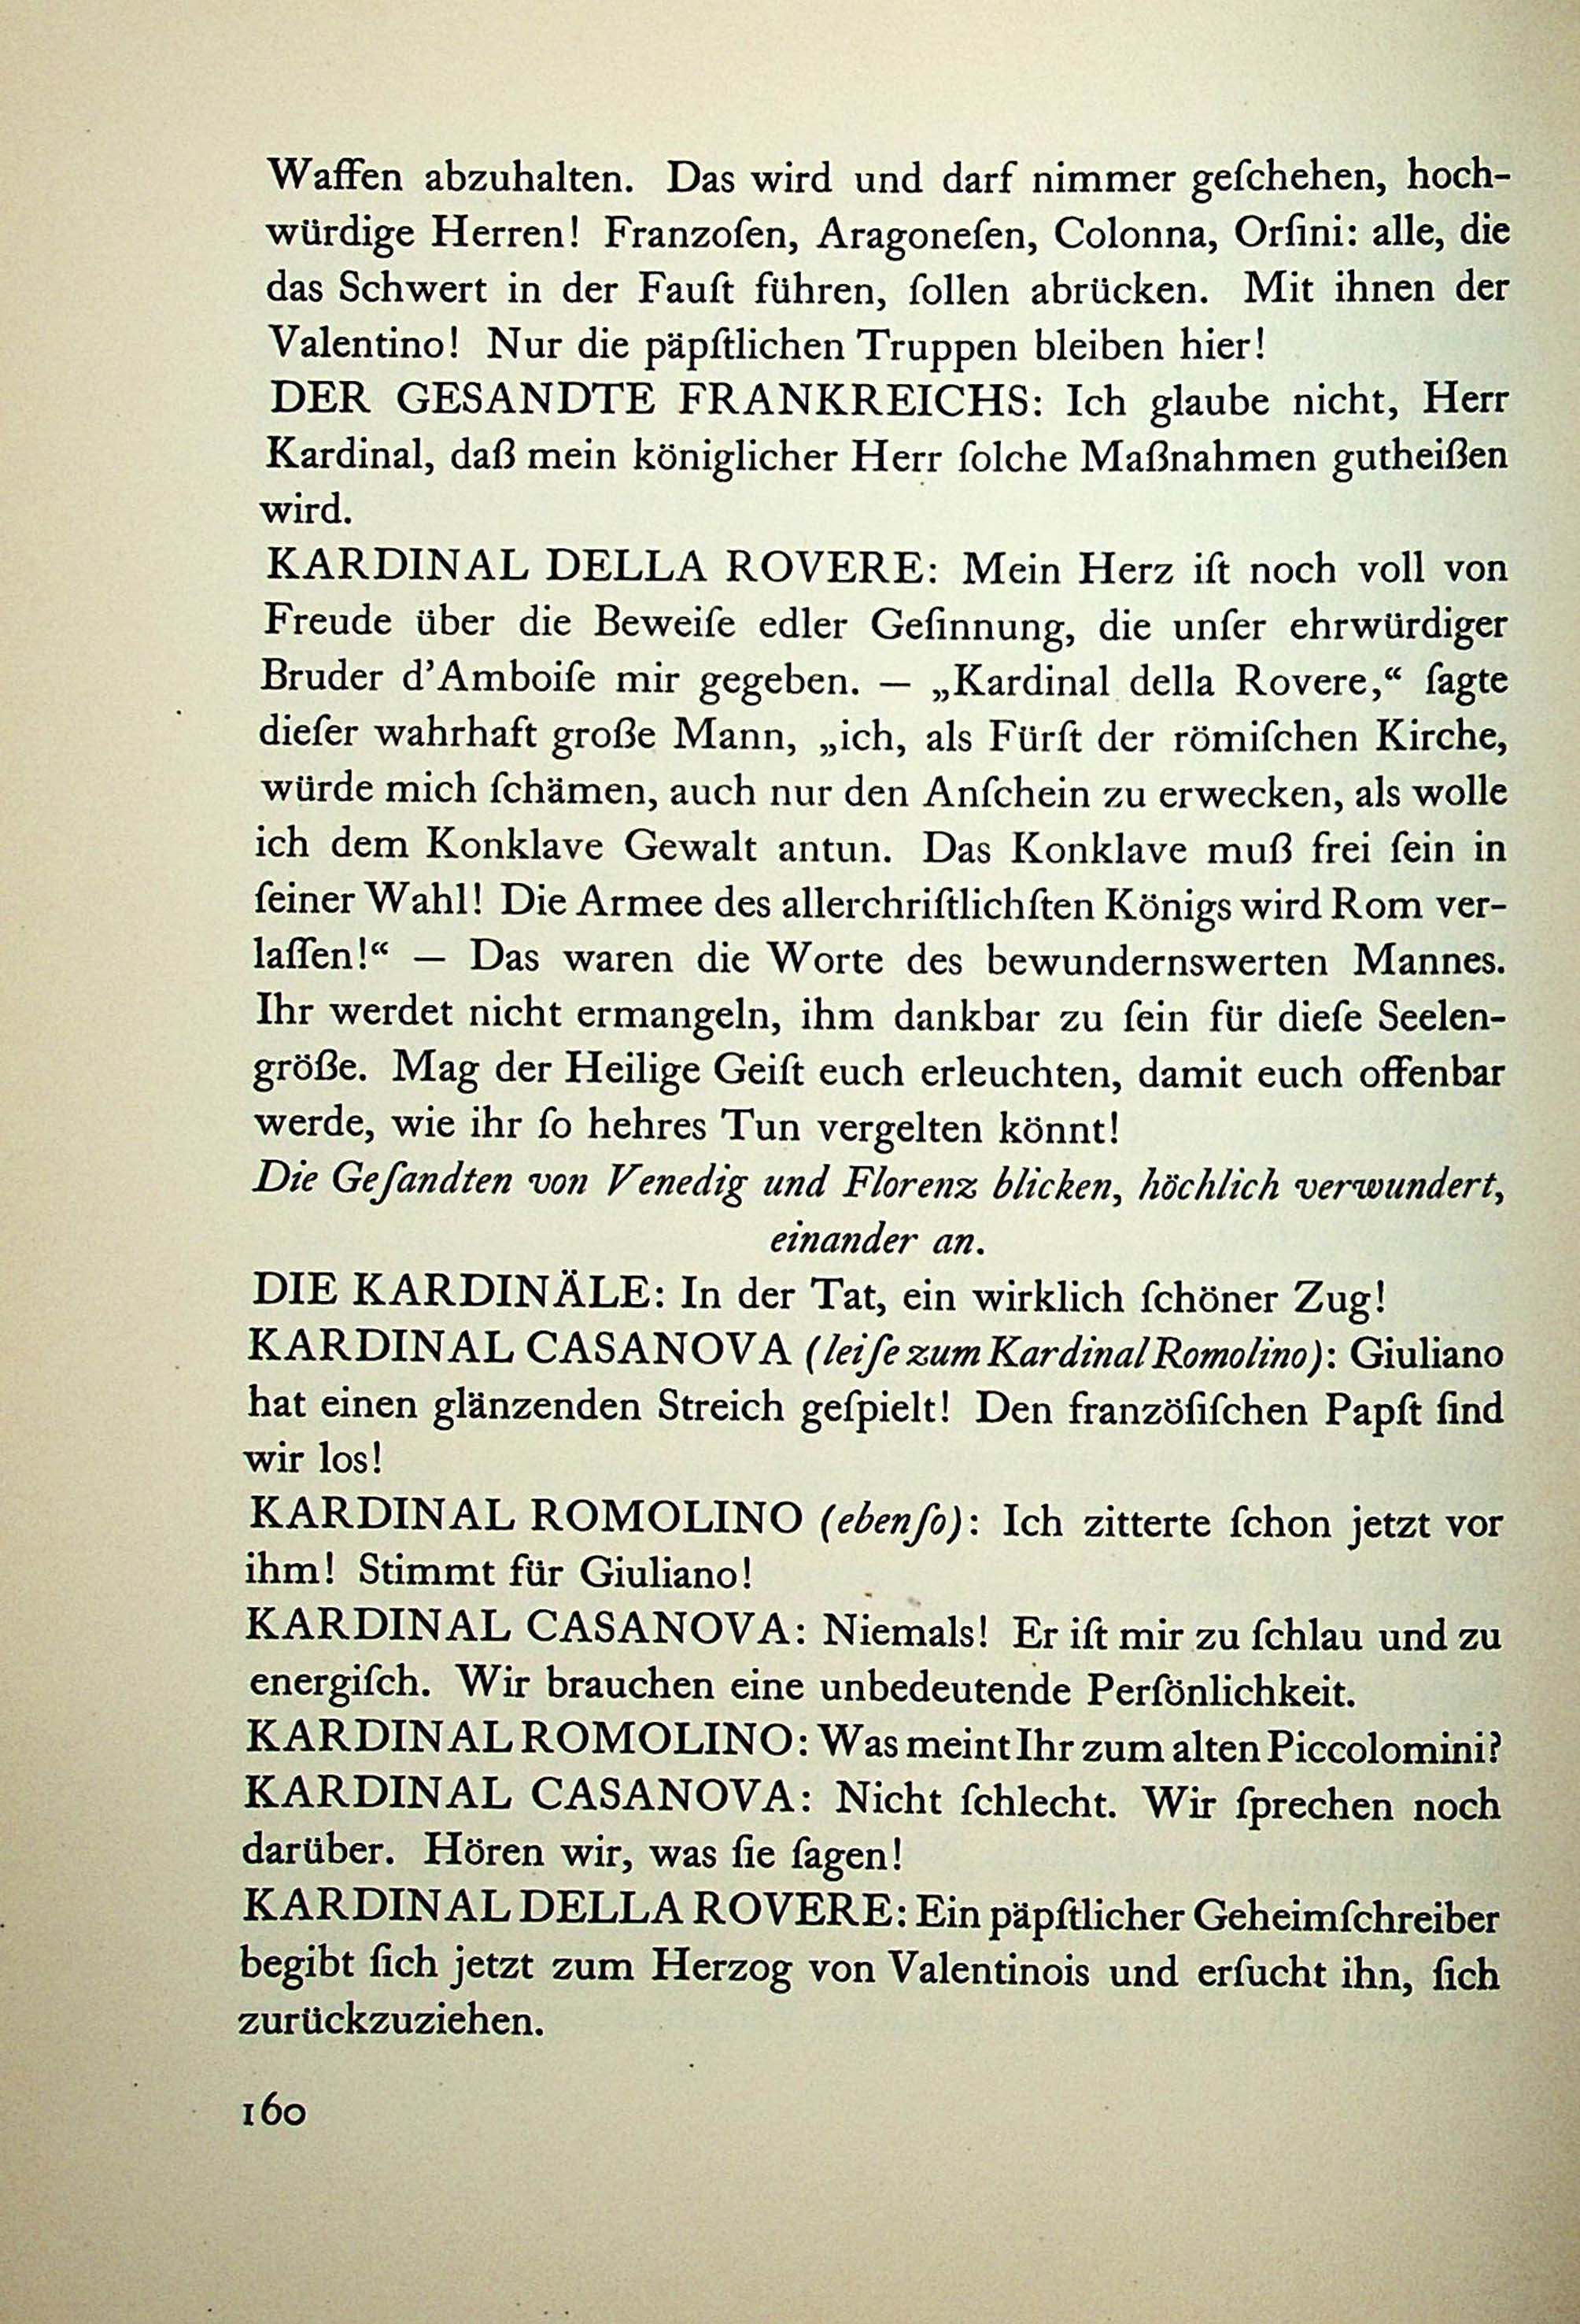 Waffen abzuhalten. Das wird und darf nimmer geſchehen, hoch-
würdige Herren! Franzoſen, Aragoneſen, Colonna, Orſini: alle, die
das Schwert in der Fauſt führen, ſollen abrücken. Mit ihnen der
Valentino! Nur die päpſtlichen Truppen bleiben hier!
DER GESANDTE FRANKREICHS: Ich glaube nicht, Herr
Kardinal, daß mein königlicher Herr ſolche Maßnahmen gutheißen
wird.
KARDINAL DELLA ROVERE: Mein Herz iſt noch voll von
Freude über die Beweiſe edler Geſinnung, die unſer ehrwürdiger
Bruder d’Amboiſe mir gegeben. — „Kardinal della Rovere,“ ſagte
dieſer wahrhaft große Mann, „ich, als Fürſt der römiſchen Kirche,
würde mich ſchämen, auch nur den Anſchein zu erwecken, als wolle
ich dem Konklave Gewalt antun. Das Konklave muß frei ſein in
ſeiner Wahl! Die Armee des allerchriſtlichſten Königs wird Rom ver-
laſſen!“ — Das waren die Worte des bewundernswerten Mannes.
Ihr werdet nicht ermangeln, ihm dankbar zu ſein für dieſe Seelen-
größe. Mag der Heilige Geiſt euch erleuchten, damit euch offenbar
werde, wie ihr ſo hehres Tun vergelten könnt!
Die Geſandten von Venedig und Florenz blicken, höchlich verwundert,
einander an.
DIE KARDINÄLE: In der Tat, ein wirklich ſchöner Zug!
KARDINAL CASANOVA (leiſe zum Kardinal Romolino): Giuliano
hat einen glänzenden Streich geſpielt! Den franzöſiſchen Papſt ſind
wir los!
KARDINAL ROMOLINO (ebenſo): Ich zitterte ſchon jetzt vor
ihm! Stimmt für Giuliano!
KARDINAL CASANOVA: Niemals! Er iſt mir zu ſchlau und zu
energiſch. Wir brauchen eine unbedeutende Perſönlichkeit.
KARDINAL ROMOLINO: Was meint Ihr zum alten Piccolomini?
KARDINAL CASANOVA: Nicht ſchlecht. Wir ſprechen noch
darüber. Hören wir, was ſie ſagen!
KARDINAL DELLA ROVERE: Ein päpſtlicher Geheimſchreiber
begibt ſich jetzt zum Herzog von Valentinois und erſucht ihn, ſich
zurückzuziehen.
160